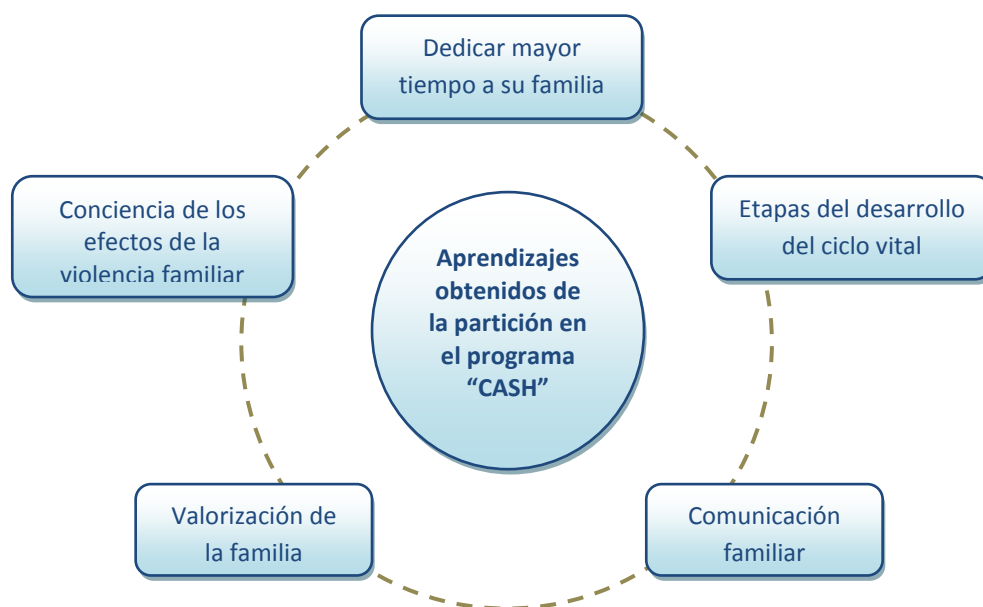 Dedicar mayor
tiempo a su familia
Conciencia de los
efectos de la
violencia familiar
Etapas del desarrollo
del ciclo vital
Aprendizajes
obtenidos de
la partición en
el programa
“CASH”
Valorización de
la familia
Comunicación
familiar